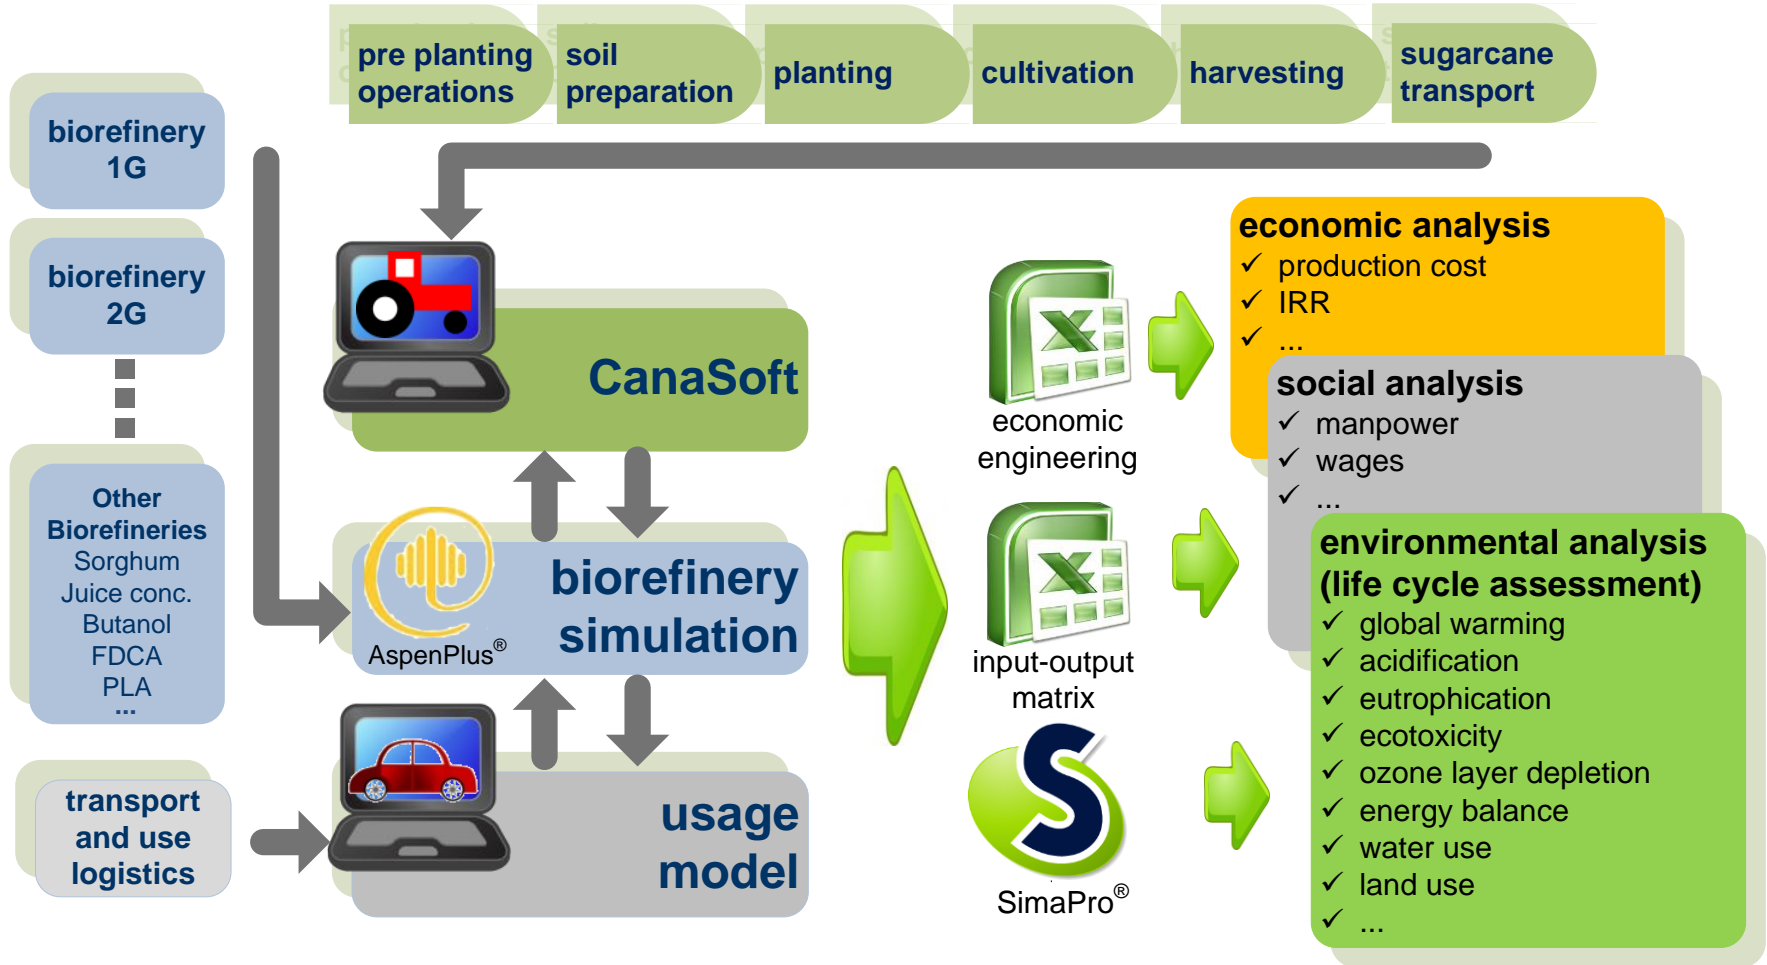 pre planting
operations
soil
preparation
planting
cultivation
harvesting
sugarcane
transport
biorefinery
1G
biorefinery
2G
Other
Biorefineries
Sorghum
Juice conc.
Butanol
FDCA
PLA
...
transport
and use
logistics
CanaSoft
AspenPlus®
biorefinery
simulation
usage
model
economic
engineering
input-output
matrix
SimaPro®
economic analysis
✓ production cost
✓ IRR
✓ ...
social analysis
✓ manpower
✓ wages
✓ ...
environmental analysis
(life cycle assessment)
✓ global warming
✓ acidification
✓ eutrophication
✓ ecotoxicity
✓ ozone layer depletion
✓ energy balance
✓ water use
✓ land use
✓ ...